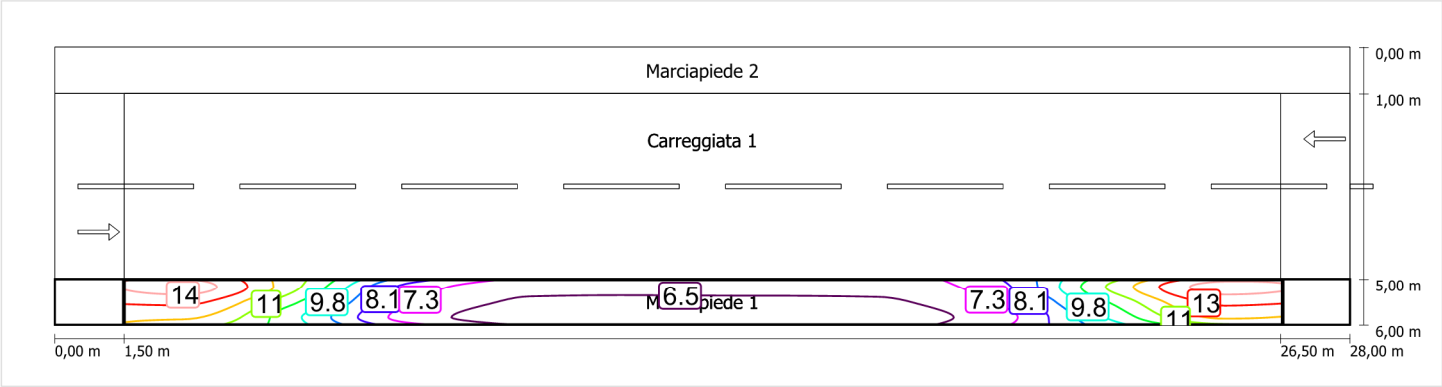 0,00 m
Marciapiede 2
1,00 m
Carreggiata 1
5,00 m
14
11
9.8
8.1
7.3
6.5
7.3
8.1
9.8
11
13
6,00 m
0,00 m
1,50 m
26,50 m
28,00 m